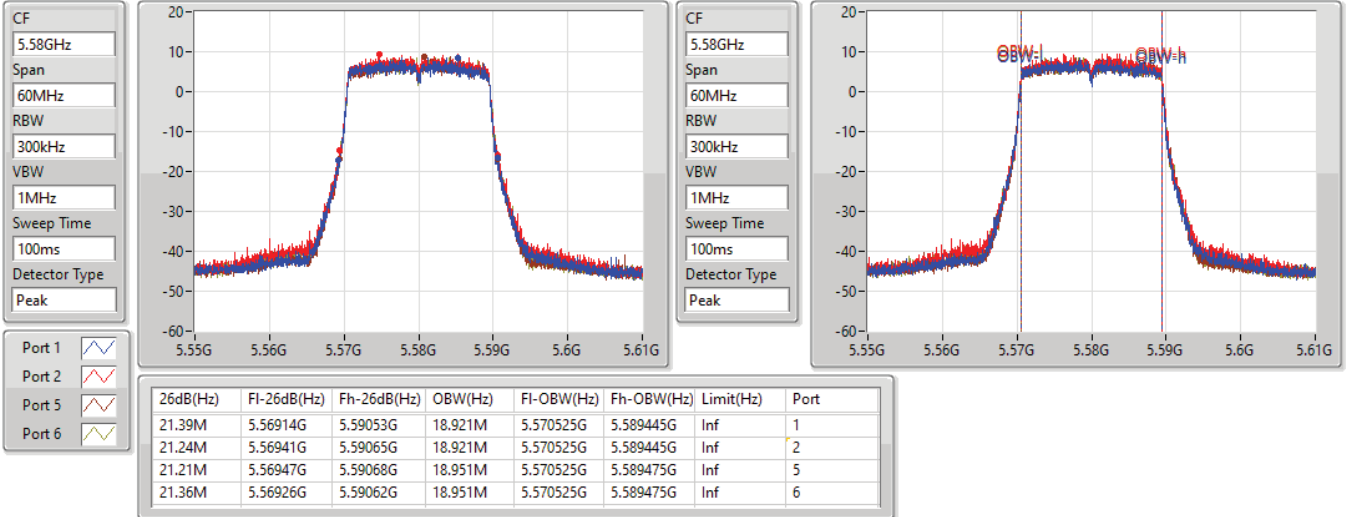 CF
5.58GHz
Span
60MHz
RBW
300kHz
VBW
1MHz
Sweep Time
100ms
Detector Type
Peak
20
10
0
-10
-20
-30
-40
-50
-60
5.55G 5.56G 5.57G 5.58G 5.59G 5.6G 5.61G
CF
5.58GHz
Span
60MHz
RBW
300kHz
VBW
1MHz
Sweep Time
100ms
Detector Type
Peak
20
10
0
-10
-20
-30
-40
-50
-60
OBW-l OBW-h
5.55G 5.56G 5.57G 5.58G 5.59G 5.6G 5.61G
Port 1
Port 2
Port 5
Port 6
26dB(Hz) Fl-26dB(Hz) Fh-26dB(Hz) OBW(Hz) Fl-OBW(Hz) Fh-OBW(Hz) Limit(Hz) Port
21.39M 5.56914G 5.59053G 18.921M 5.570525G 5.589445G Inf 1
21.24M 5.56941G 5.59065G 18.921M 5.570525G 5.589445G Inf 2
21.21M 5.56947G 5.59068G 18.951M 5.570525G 5.589475G Inf 5
21.36M 5.56926G 5.59062G 18.951M 5.570525G 5.589475G Inf 6